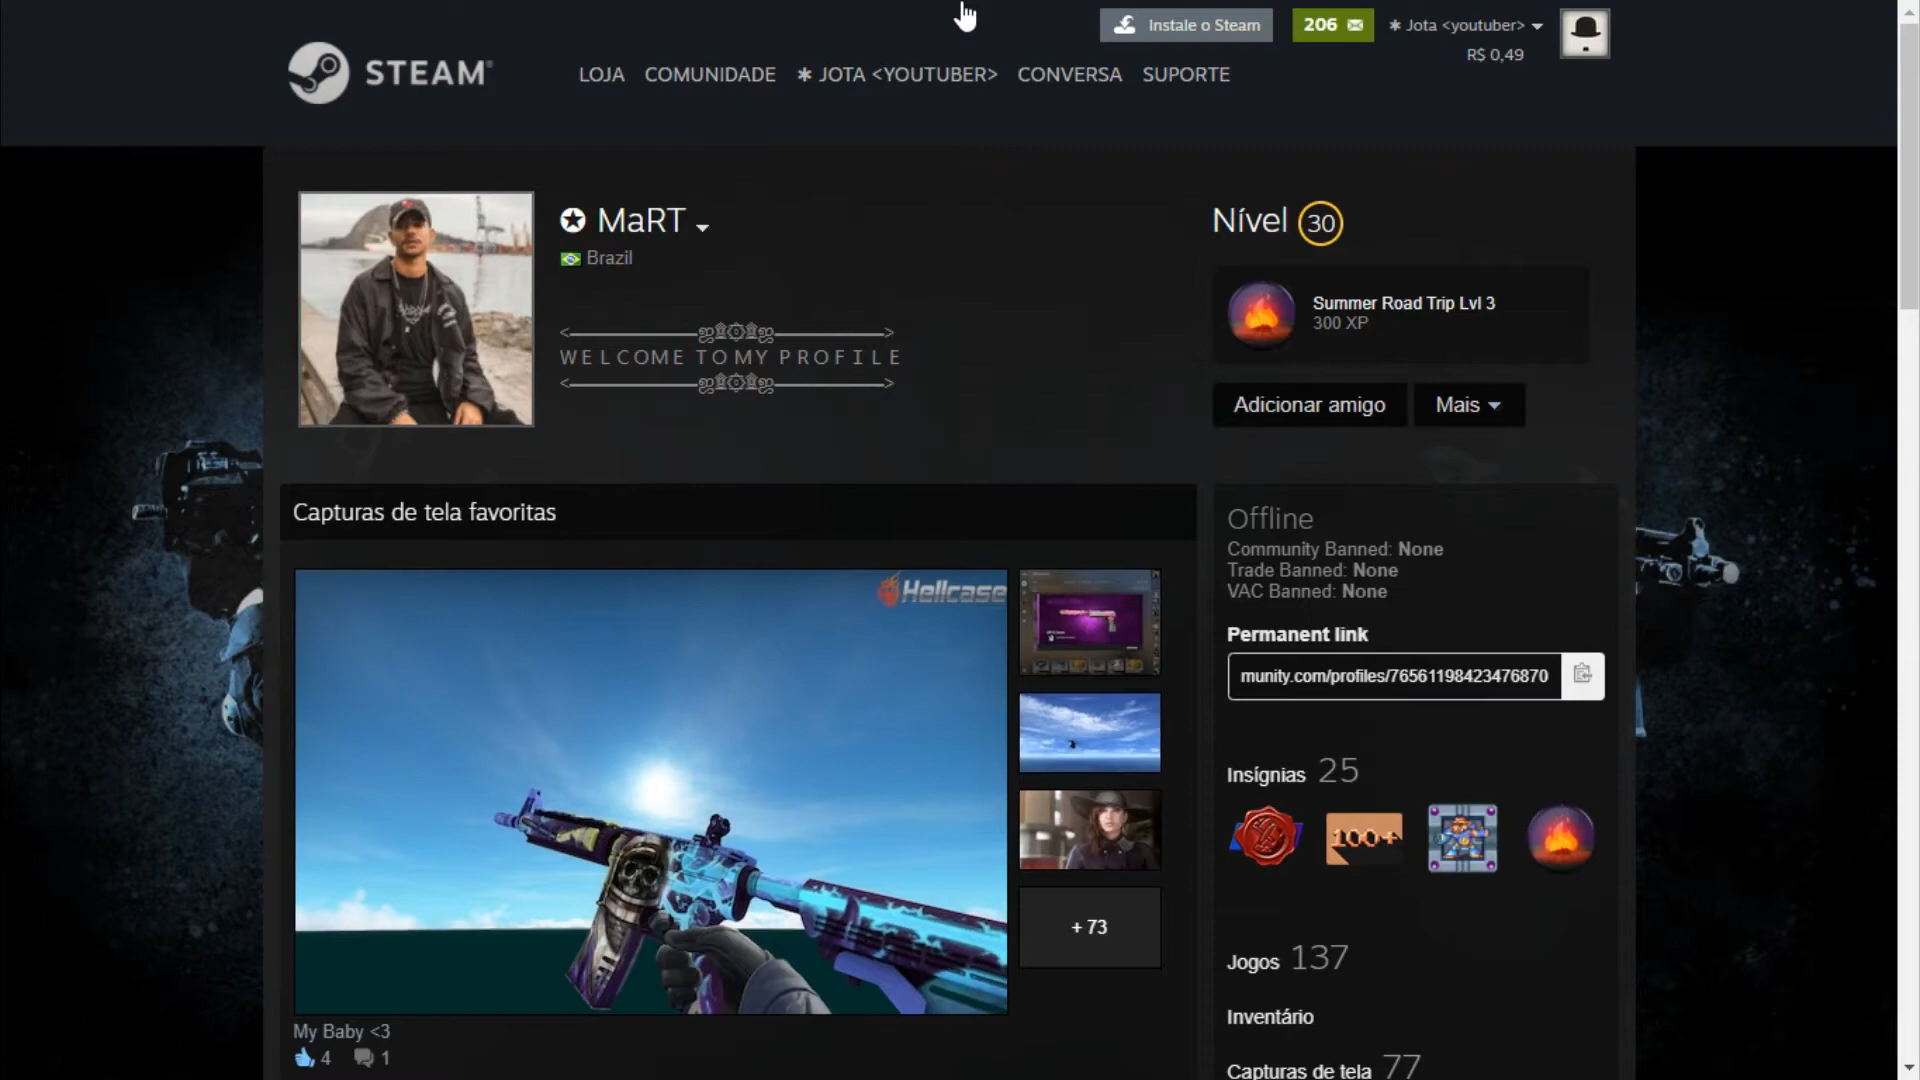 Instale o Steam
206
✱ Jota <youtuber>
R$ 0,49
STEAM®
LOJA
COMUNIDADE
✱ JOTA <YOUTUBER>
CONVERSA
SUPORTE
MaRT
Brazil
WELCOME TO MY PROFILE
Nível 30
Summer Road Trip Lvl 3
300 XP
Adicionar amigo
Mais
Capturas de tela favoritas
Hellcase
+ 73
My Baby <3
4
1
Offline
Community Banned: None
Trade Banned: None
VAC Banned: None
Permanent link
munity.com/profiles/76561198423476870
Insígnias 25
100+
Jogos 137
Inventário
Capturas de tela 77